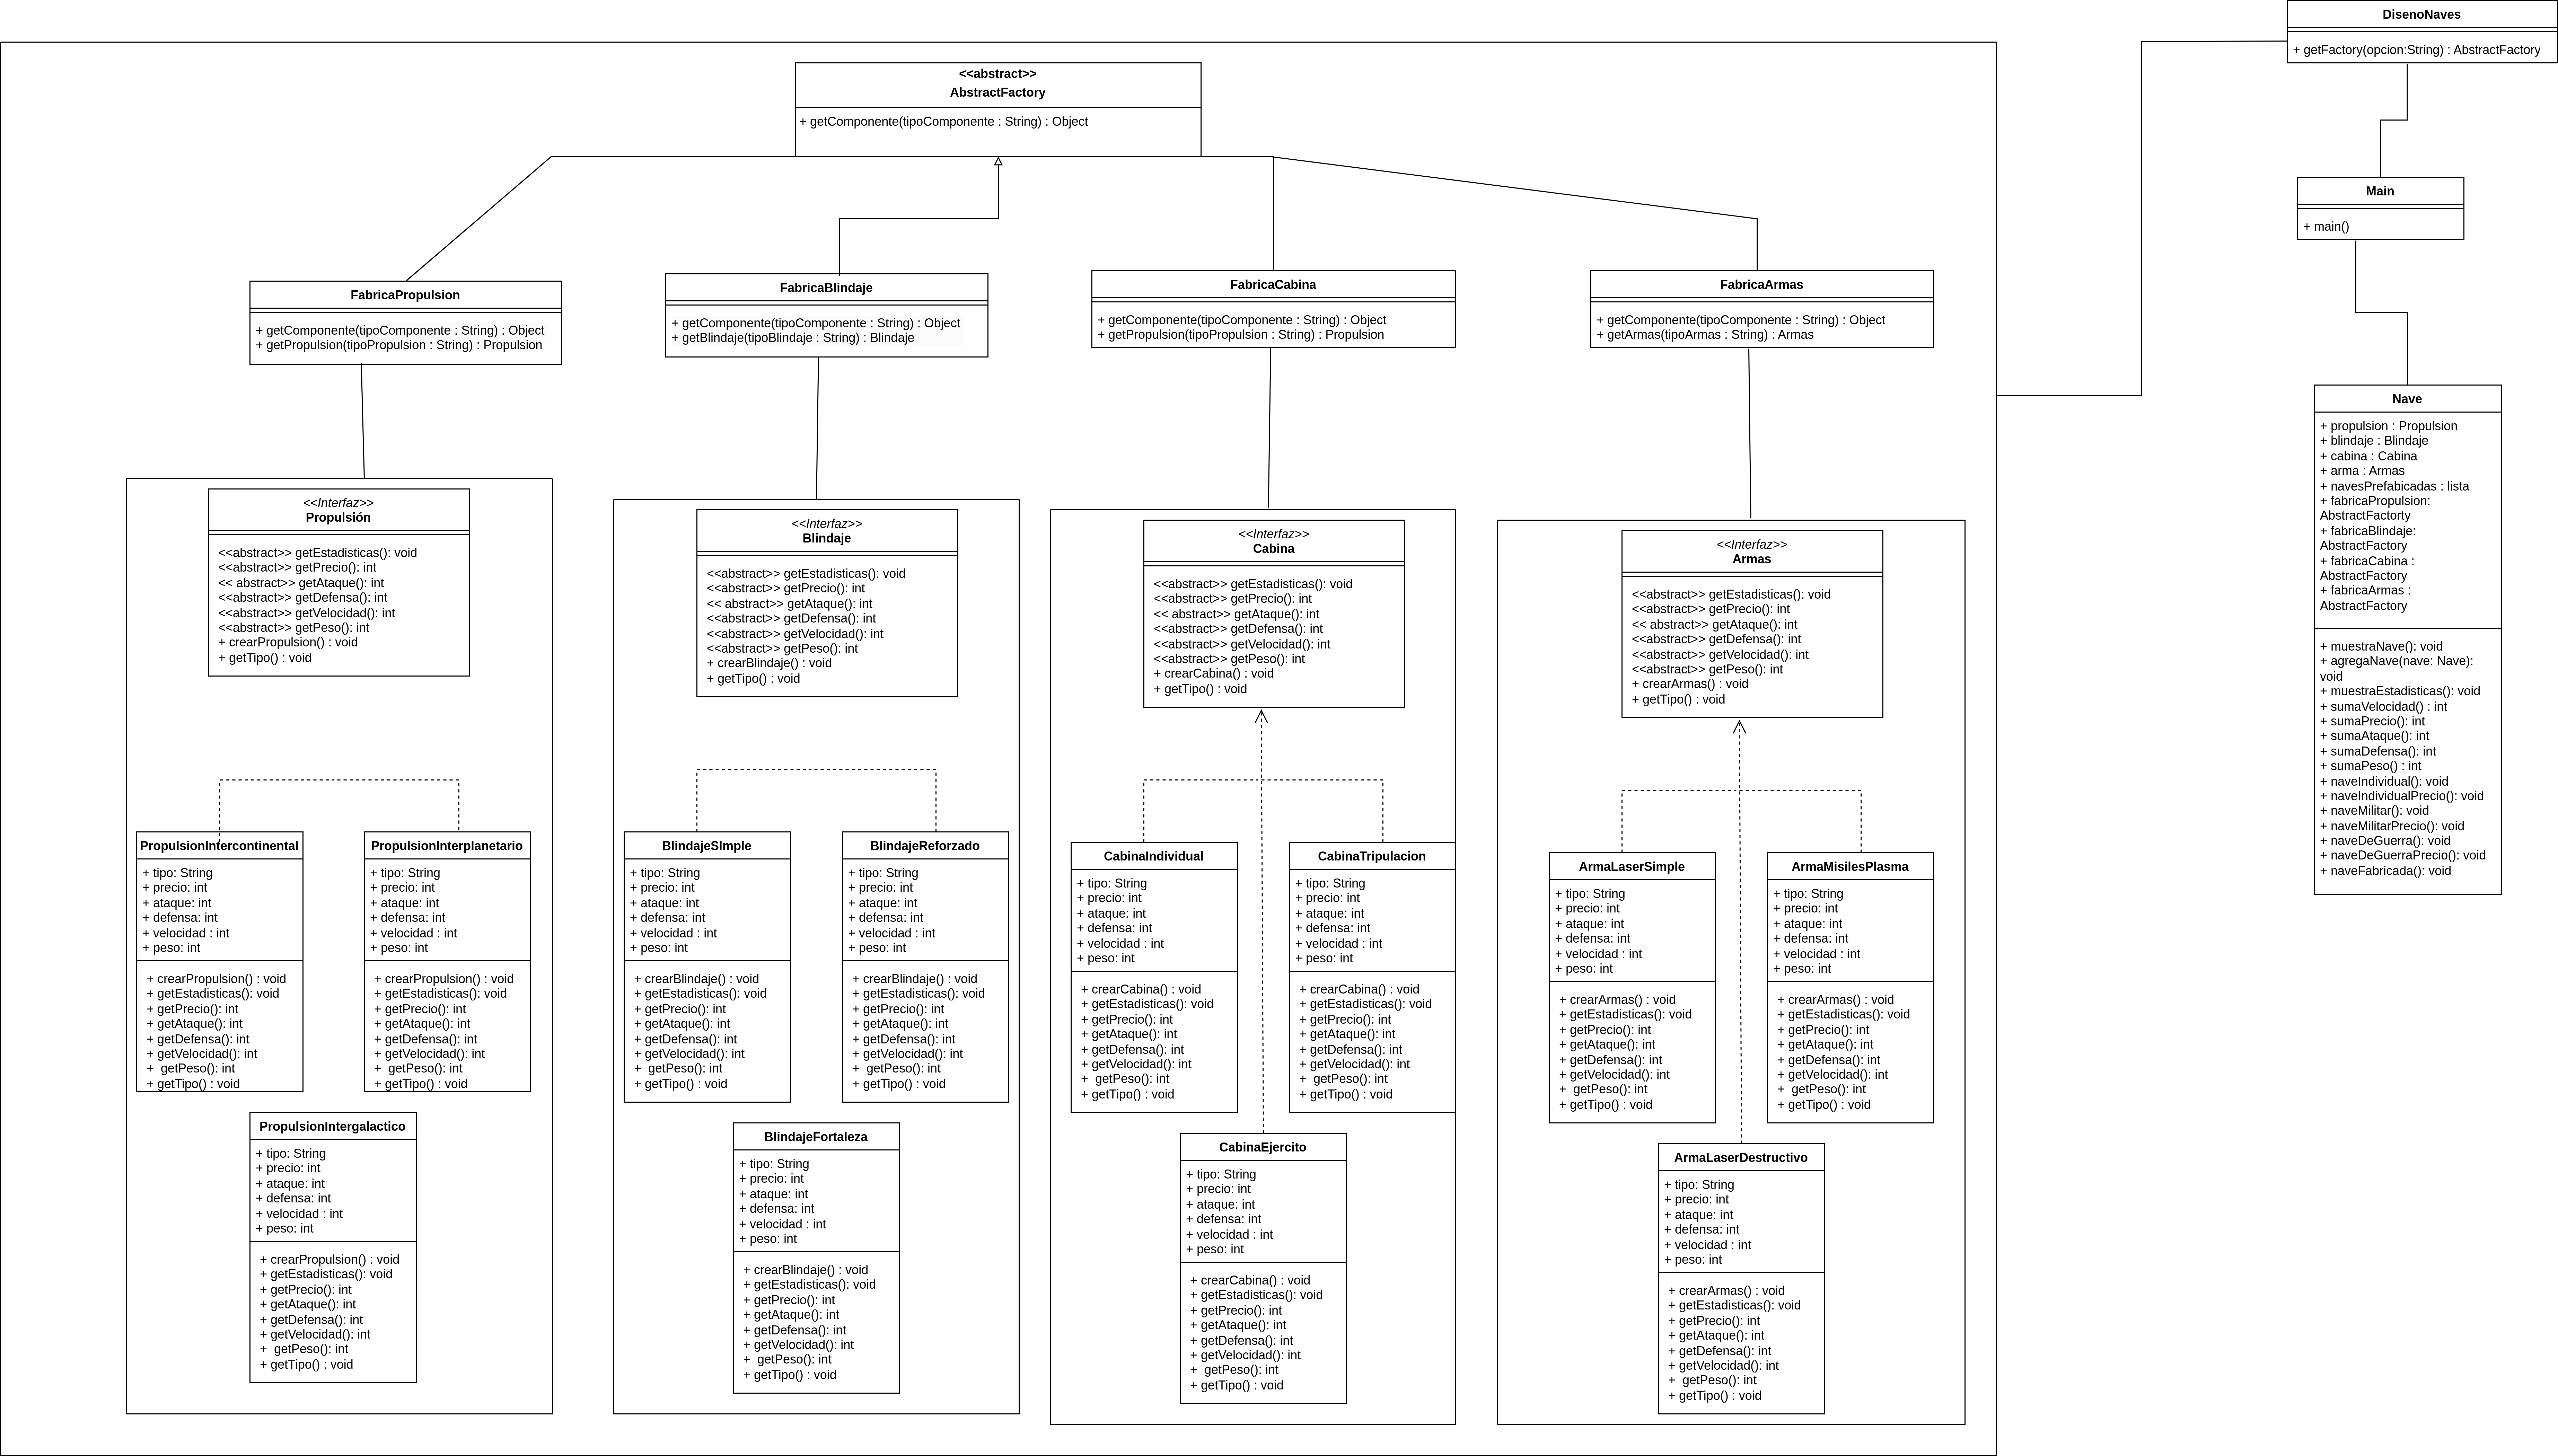 DisenoNaves
+ getFactory(opcion:String) : AbstractFactory
<<abstract>>
AbstractFactory
+ getComponente(tipoComponente : String) : Object
Main
+ main()
FabricaPropulsion
+ getComponente(tipoComponente : String) : Object
+ getPropulsion(tipoPropulsion : String) : Propulsion
FabricaBlindaje
+ getComponente(tipoComponente : String) : Object
+ getBlindaje(tipoBlindaje : String) : Blindaje
FabricaCabina
+ getComponente(tipoComponente : String) : Object
+ getPropulsion(tipoPropulsion : String) : Propulsion
FabricaArmas
+ getComponente(tipoComponente : String) : Object
+ getArmas(tipoArmas : String) : Armas
Nave
+ propulsion : Propulsion
+ blindaje : Blindaje
+ cabina : Cabina
+ arma : Armas
+ navesPrefabicadas : lista
+ fabricaPropulsion:
AbstractFactorty
+ fabricaBlindaje:
AbstractFactory
+ fabricaCabina :
AbstractFactory
+ fabricaArmas :
AbstractFactory
+ muestraNave(): void
+ agregaNave(nave: Nave):
void
+ muestraEstadisticas(): void
+ sumaVelocidad() : int
+ sumaPrecio(): int
+ sumaAtaque(): int
+ sumaDefensa(): int
+ sumaPeso() : int
+ naveIndividual(): void
+ naveIndividualPrecio(): void
+ naveMilitar(): void
+ naveMilitarPrecio(): void
+ naveDeGuerra(): void
+ naveDeGuerraPrecio(): void
+ naveFabricada(): void
<<Interfaz>>
Propulsión
<<abstract>> getEstadisticas(): void
<<abstract>> getPrecio(): int
<< abstract>> getAtaque(): int
<<abstract>> getDefensa(): int
<<abstract>> getVelocidad(): int
<<abstract>> getPeso(): int
+ crearPropulsion() : void
+ getTipo() : void
<<Interfaz>>
Blindaje
<<abstract>> getEstadisticas(): void
<<abstract>> getPrecio(): int
<< abstract>> getAtaque(): int
<<abstract>> getDefensa(): int
<<abstract>> getVelocidad(): int
<<abstract>> getPeso(): int
+ crearBlindaje() : void
+ getTipo() : void
<<Interfaz>>
Cabina
<<abstract>> getEstadisticas(): void
<<abstract>> getPrecio(): int
<< abstract>> getAtaque(): int
<<abstract>> getDefensa(): int
<<abstract>> getVelocidad(): int
<<abstract>> getPeso(): int
+ crearCabina() : void
+ getTipo() : void
<<Interfaz>>
Armas
<<abstract>> getEstadisticas(): void
<<abstract>> getPrecio(): int
<< abstract>> getAtaque(): int
<<abstract>> getDefensa(): int
<<abstract>> getVelocidad(): int
<<abstract>> getPeso(): int
+ crearArmas() : void
+ getTipo() : void
PropulsionIntercontinental
+ tipo: String
+ precio: int
+ ataque: int
+ defensa: int
+ velocidad : int
+ peso: int
+ crearPropulsion() : void
+ getEstadisticas(): void
+ getPrecio(): int
+ getAtaque(): int
+ getDefensa(): int
+ getVelocidad(): int
+  getPeso(): int
+ getTipo() : void
PropulsionInterplanetario
+ tipo: String
+ precio: int
+ ataque: int
+ defensa: int
+ velocidad : int
+ peso: int
+ crearPropulsion() : void
+ getEstadisticas(): void
+ getPrecio(): int
+ getAtaque(): int
+ getDefensa(): int
+ getVelocidad(): int
+  getPeso(): int
+ getTipo() : void
PropulsionIntergalactico
+ tipo: String
+ precio: int
+ ataque: int
+ defensa: int
+ velocidad : int
+ peso: int
+ crearPropulsion() : void
+ getEstadisticas(): void
+ getPrecio(): int
+ getAtaque(): int
+ getDefensa(): int
+ getVelocidad(): int
+  getPeso(): int
+ getTipo() : void
BlindajeSImple
+ tipo: String
+ precio: int
+ ataque: int
+ defensa: int
+ velocidad : int
+ peso: int
+ crearBlindaje() : void
+ getEstadisticas(): void
+ getPrecio(): int
+ getAtaque(): int
+ getDefensa(): int
+ getVelocidad(): int
+  getPeso(): int
+ getTipo() : void
BlindajeReforzado
+ tipo: String
+ precio: int
+ ataque: int
+ defensa: int
+ velocidad : int
+ peso: int
+ crearBlindaje() : void
+ getEstadisticas(): void
+ getPrecio(): int
+ getAtaque(): int
+ getDefensa(): int
+ getVelocidad(): int
+  getPeso(): int
+ getTipo() : void
BlindajeFortaleza
+ tipo: String
+ precio: int
+ ataque: int
+ defensa: int
+ velocidad : int
+ peso: int
+ crearBlindaje() : void
+ getEstadisticas(): void
+ getPrecio(): int
+ getAtaque(): int
+ getDefensa(): int
+ getVelocidad(): int
+  getPeso(): int
+ getTipo() : void
CabinaIndividual
+ tipo: String
+ precio: int
+ ataque: int
+ defensa: int
+ velocidad : int
+ peso: int
+ crearCabina() : void
+ getEstadisticas(): void
+ getPrecio(): int
+ getAtaque(): int
+ getDefensa(): int
+ getVelocidad(): int
+  getPeso(): int
+ getTipo() : void
CabinaTripulacion
+ tipo: String
+ precio: int
+ ataque: int
+ defensa: int
+ velocidad : int
+ peso: int
+ crearCabina() : void
+ getEstadisticas(): void
+ getPrecio(): int
+ getAtaque(): int
+ getDefensa(): int
+ getVelocidad(): int
+  getPeso(): int
+ getTipo() : void
CabinaEjercito
+ tipo: String
+ precio: int
+ ataque: int
+ defensa: int
+ velocidad : int
+ peso: int
+ crearCabina() : void
+ getEstadisticas(): void
+ getPrecio(): int
+ getAtaque(): int
+ getDefensa(): int
+ getVelocidad(): int
+  getPeso(): int
+ getTipo() : void
ArmaLaserSimple
+ tipo: String
+ precio: int
+ ataque: int
+ defensa: int
+ velocidad : int
+ peso: int
+ crearArmas() : void
+ getEstadisticas(): void
+ getPrecio(): int
+ getAtaque(): int
+ getDefensa(): int
+ getVelocidad(): int
+  getPeso(): int
+ getTipo() : void
ArmaMisilesPlasma
+ tipo: String
+ precio: int
+ ataque: int
+ defensa: int
+ velocidad : int
+ peso: int
+ crearArmas() : void
+ getEstadisticas(): void
+ getPrecio(): int
+ getAtaque(): int
+ getDefensa(): int
+ getVelocidad(): int
+  getPeso(): int
+ getTipo() : void
ArmaLaserDestructivo
+ tipo: String
+ precio: int
+ ataque: int
+ defensa: int
+ velocidad : int
+ peso: int
+ crearArmas() : void
+ getEstadisticas(): void
+ getPrecio(): int
+ getAtaque(): int
+ getDefensa(): int
+ getVelocidad(): int
+  getPeso(): int
+ getTipo() : void